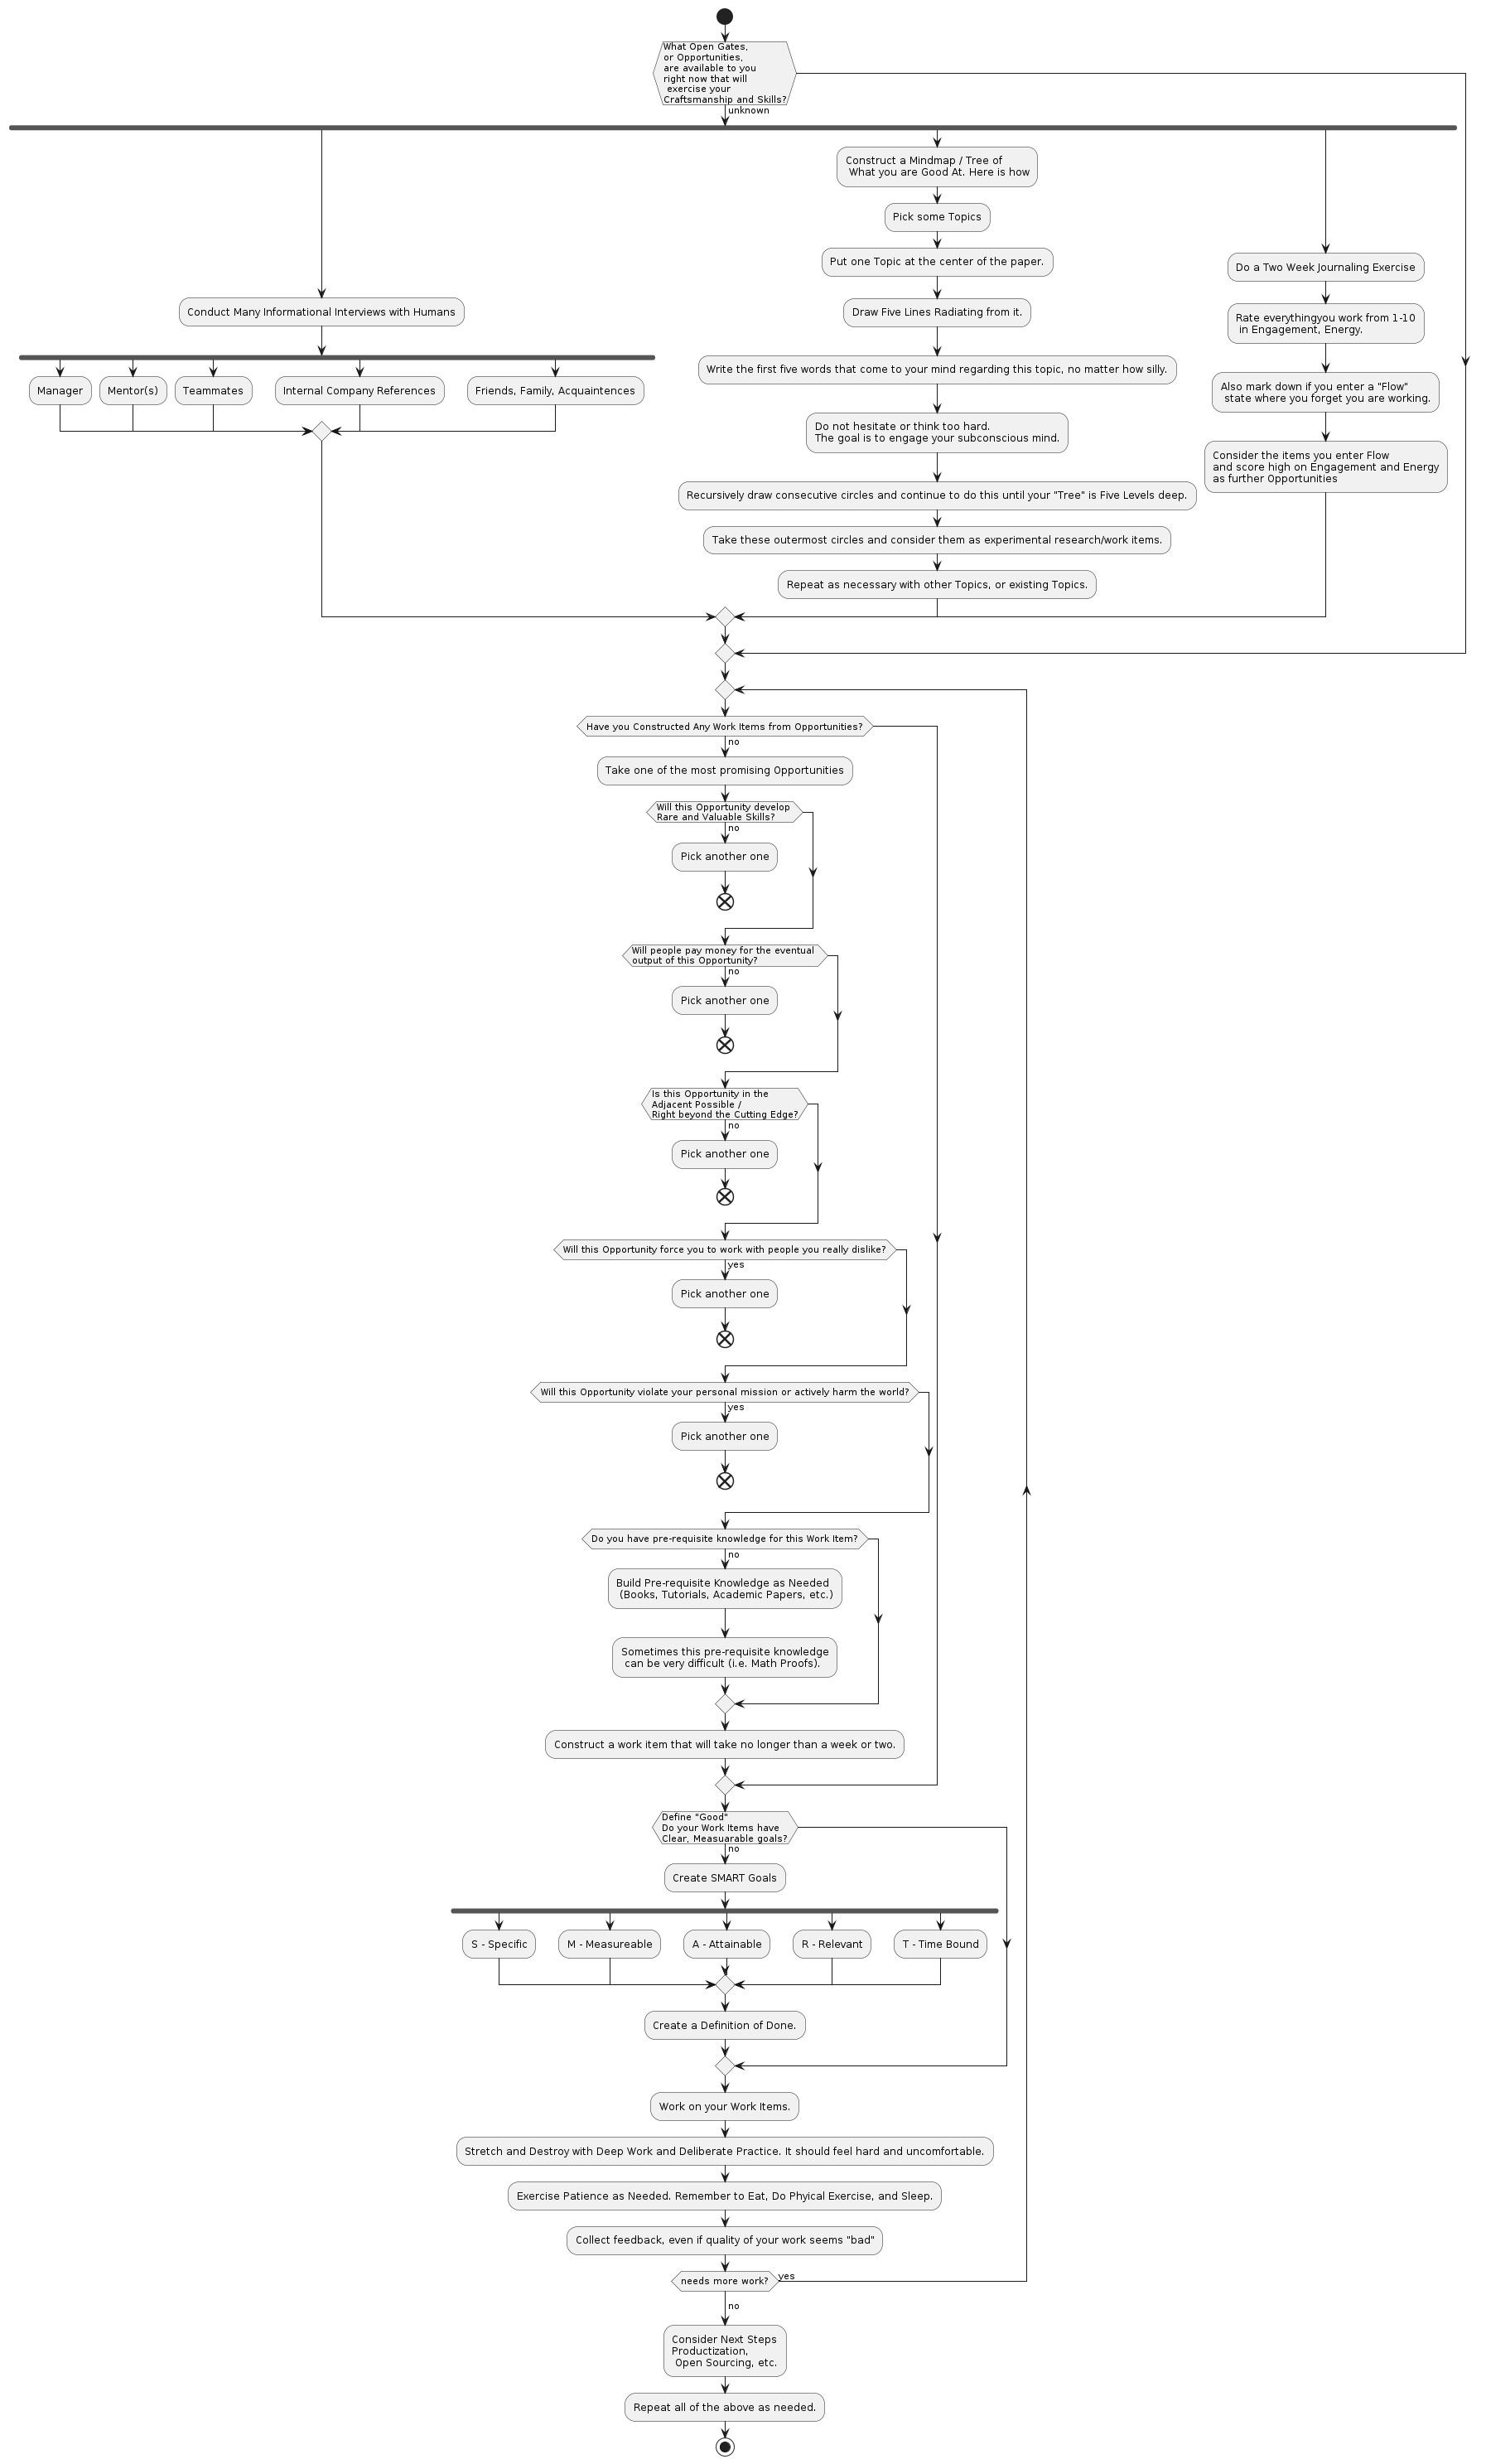 What Open Gates,
or Opportunities,
are available to you
right now that will
exercise your
Craftsmanship and Skills?
unknown
Conduct Many Informational Interviews with Humans
Manager
Mentor(s)
Teammates
Internal Company References
Friends, Family, Acquaintences
Construct a Mindmap / Tree of
What you are Good At. Here is how
Pick some Topics
Put one Topic at the center of the paper.
Draw Five Lines Radiating from it.
Write the first five words that come to your mind regarding this topic, no matter how silly.
Do not hesitate or think too hard.
The goal is to engage your subconscious mind.
Recursively draw consecutive circles and continue to do this until your "Tree" is Five Levels deep.
Take these outermost circles and consider them as experimental research/work items.
Repeat as necessary with other Topics, or existing Topics.
Do a Two Week Journaling Exercise
Rate everythingyou work from 1-10
in Engagement, Energy.
Also mark down if you enter a "Flow"
state where you forget you are working.
Consider the items you enter Flow
and score high on Engagement and Energy
as further Opportunities
Have you Constructed Any Work Items from Opportunities?
no
Take one of the most promising Opportunities
Will this Opportunity develop
Rare and Valuable Skills?
no
Pick another one
Will people pay money for the eventual
output of this Opportunity?
no
Pick another one
Is this Opportunity in the
Adjacent Possible /
Right beyond the Cutting Edge?
no
Pick another one
Will this Opportunity force you to work with people you really dislike?
yes
Pick another one
Will this Opportunity violate your personal mission or actively harm the world?
yes
Pick another one
Do you have pre-requisite knowledge for this Work Item?
no
Build Pre-requisite Knowledge as Needed
(Books, Tutorials, Academic Papers, etc.)
Sometimes this pre-requisite knowledge
can be very difficult (i.e. Math Proofs).
Construct a work item that will take no longer than a week or two.
Define "Good"
Do your Work Items have
Clear, Measuarable goals?
no
Create SMART Goals
S - Specific
M - Measureable
A - Attainable
R - Relevant
T - Time Bound
Create a Definition of Done.
Work on your Work Items.
Stretch and Destroy with Deep Work and Deliberate Practice. It should feel hard and uncomfortable.
Exercise Patience as Needed. Remember to Eat, Do Phyical Exercise, and Sleep.
Collect feedback, even if quality of your work seems "bad"
needs more work?
yes
no
Consider Next Steps
Productization,
Open Sourcing, etc.
Repeat all of the above as needed.